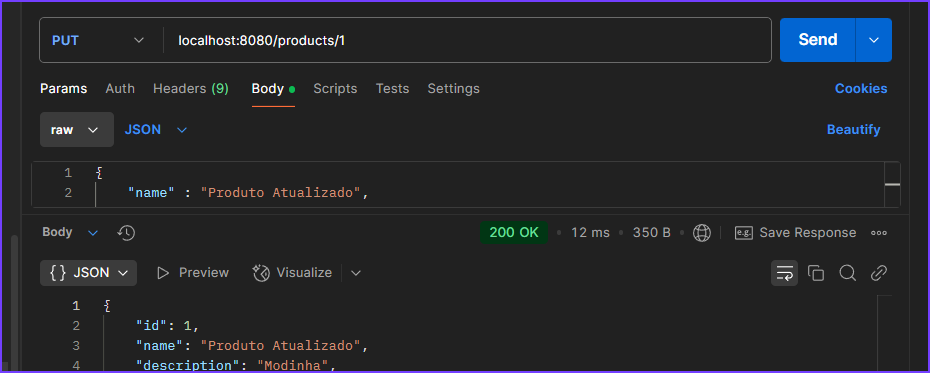 PUT localhost:8080/products/1 Send
Params Auth Headers (9) Body Scripts Tests Settings Cookies
raw JSON Beautify
1 {
2 "name" : "Produto Atualizado",
Body 200 OK 12 ms 350 B e.g. Save Response
{} JSON Preview Visualize
1 {
2 "id": 1,
3 "name": "Produto Atualizado",
4 "description": "Modinha",